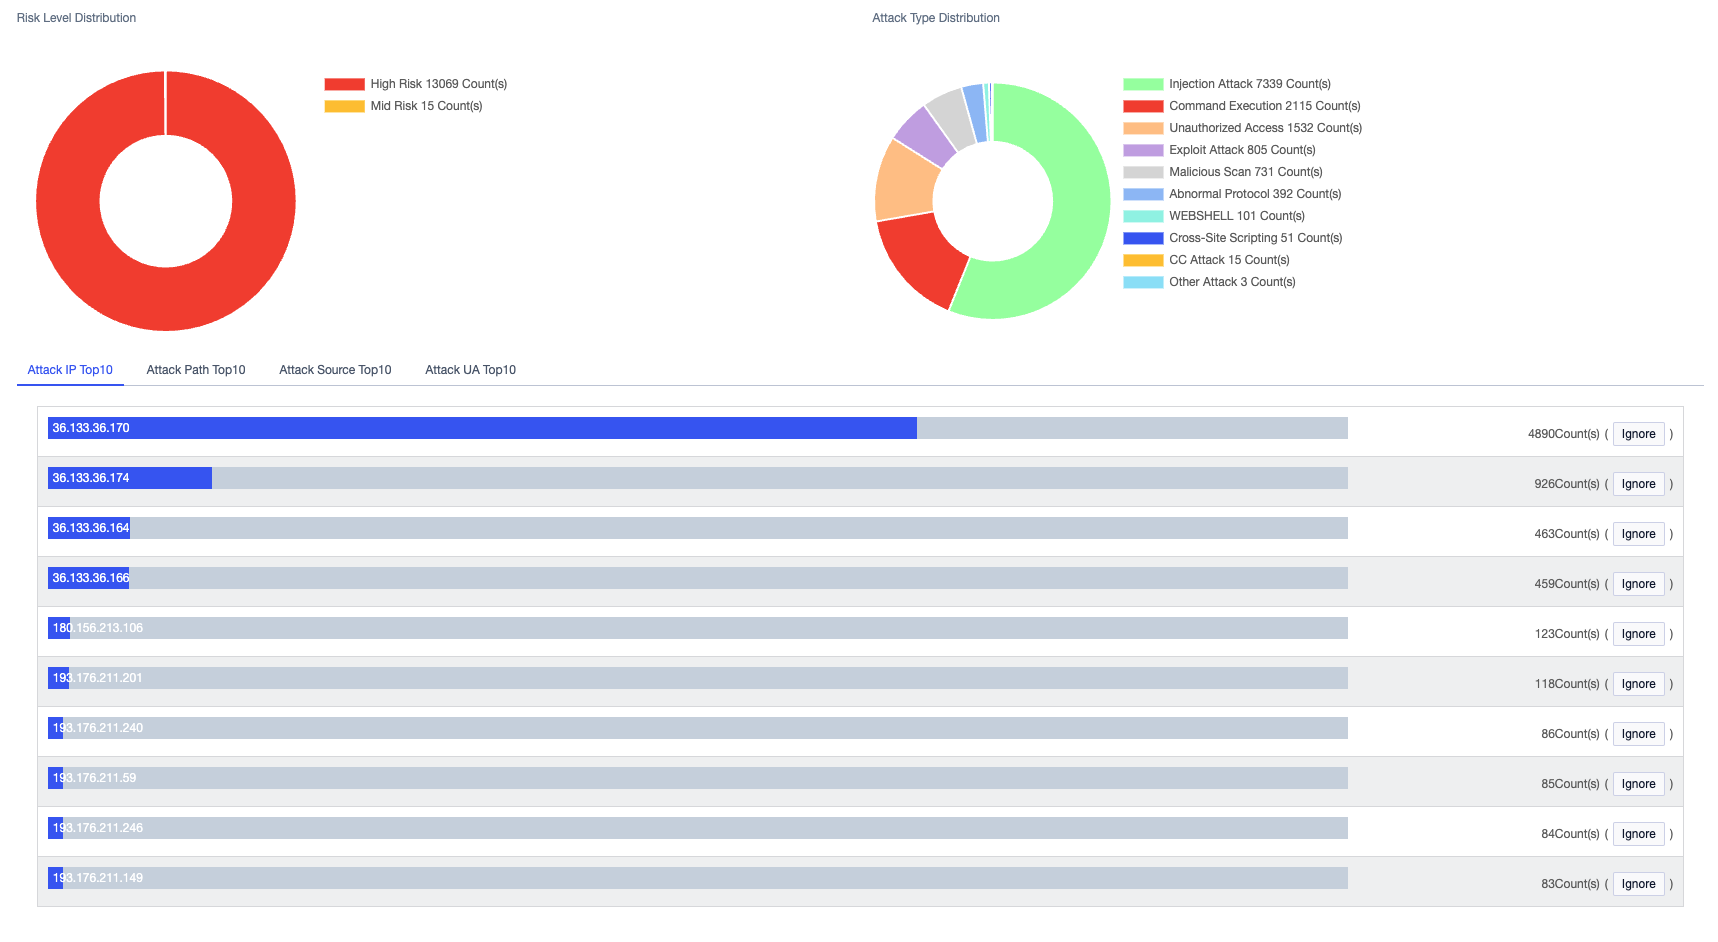 Risk Level Distribution
High Risk 13069 Count(s)
Mid Risk 15 Count(s)
Attack Type Distribution
Injection Attack 7339 Count(s)
Command Execution 2115 Count(s)
Unauthorized Access 1532 Count(s)
Exploit Attack 805 Count(s)
Malicious Scan 731 Count(s)
Abnormal Protocol 392 Count(s)
WEBSHELL 101 Count(s)
Cross-Site Scripting 51 Count(s)
CC Attack 15 Count(s)
Other Attack 3 Count(s)
Attack IP Top10 Attack Path Top10 Attack Source Top10 Attack UA Top10
36.133.36.170 4890Count(s) ( Ignore )
36.133.36.174 926Count(s) ( Ignore )
36.133.36.164 463Count(s) ( Ignore )
36.133.36.166 459Count(s) ( Ignore )
180.156.213.106 123Count(s) ( Ignore )
193.176.211.201 118Count(s) ( Ignore )
193.176.211.240 86Count(s) ( Ignore )
193.176.211.59 85Count(s) ( Ignore )
193.176.211.246 84Count(s) ( Ignore )
193.176.211.149 83Count(s) ( Ignore )